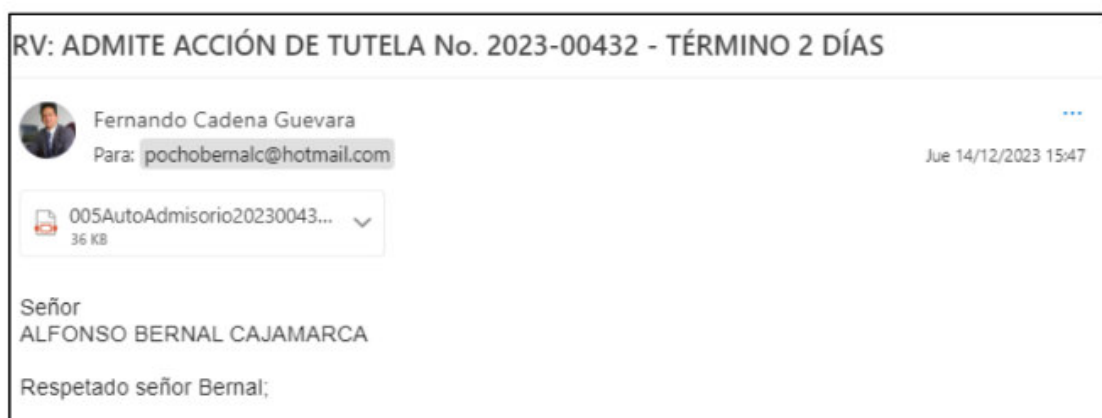 RV: ADMITE ACCIÓN DE TUTELA No. 2023-00432 - TÉRMINO 2 DÍAS
Fernando Cadena Guevara
Para: pochobernalc@hotmail.com
Jue 14/12/2023 15:47
005AutoAdmisorio20230043...
36 KB
Señor
ALFONSO BERNAL CAJAMARCA
Respetado señor Bernal;